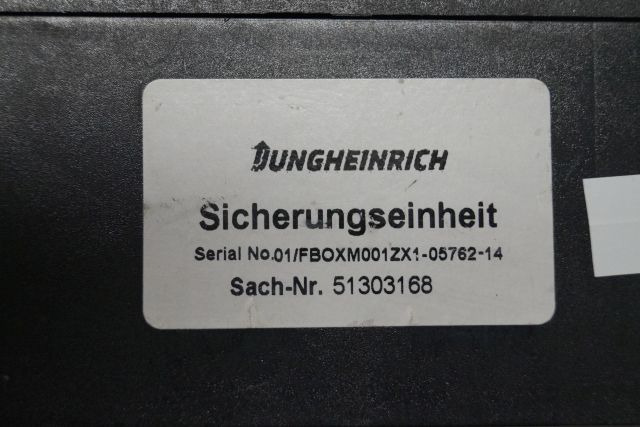 JUNGHEINRICH
Sicherungseinheit
Serial No.01/FBOXM001ZX1-05762-14
Sach-Nr. 51303168